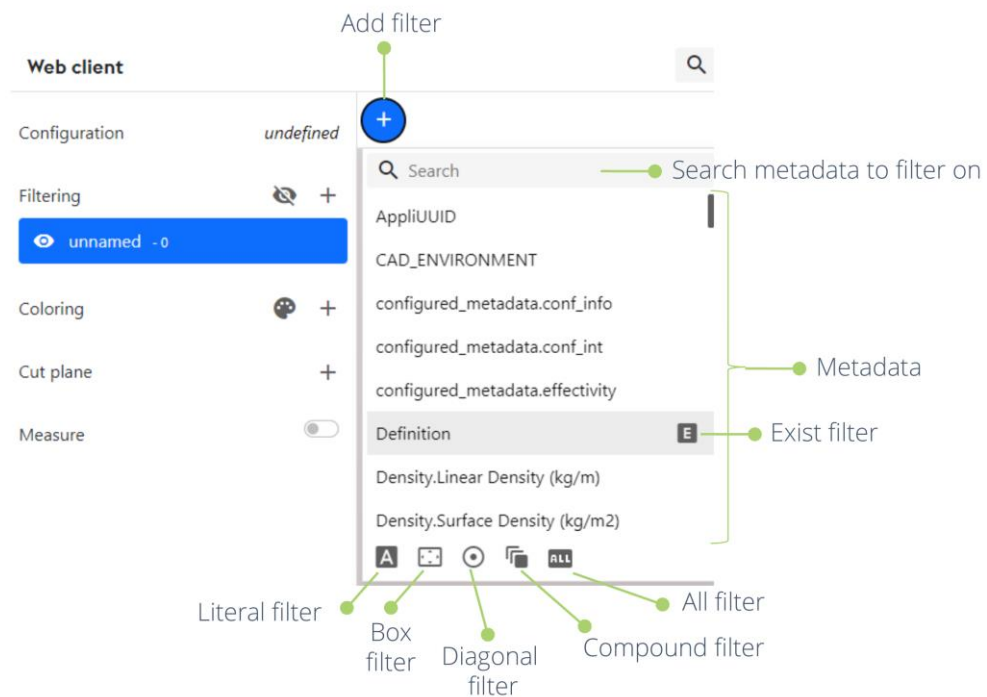 Add filter
Web client
Configuration undefined
+
Filtering +
Search
Search metadata to filter on
unnamed - 0
AppliUUID
CAD_ENVIRONMENT
Coloring +
configured_metadata.conf_info
configured_metadata.conf_int
Cut plane +
Metadada
configured_metadata.effectivity
Measure
Definition E
Exist filter
Density.Linear Density (kg/m)
Density.Surface Density (kg/m2)
A ALL
Literal filter
All filter
Box
filter
Compound filter
Diagonal
filter